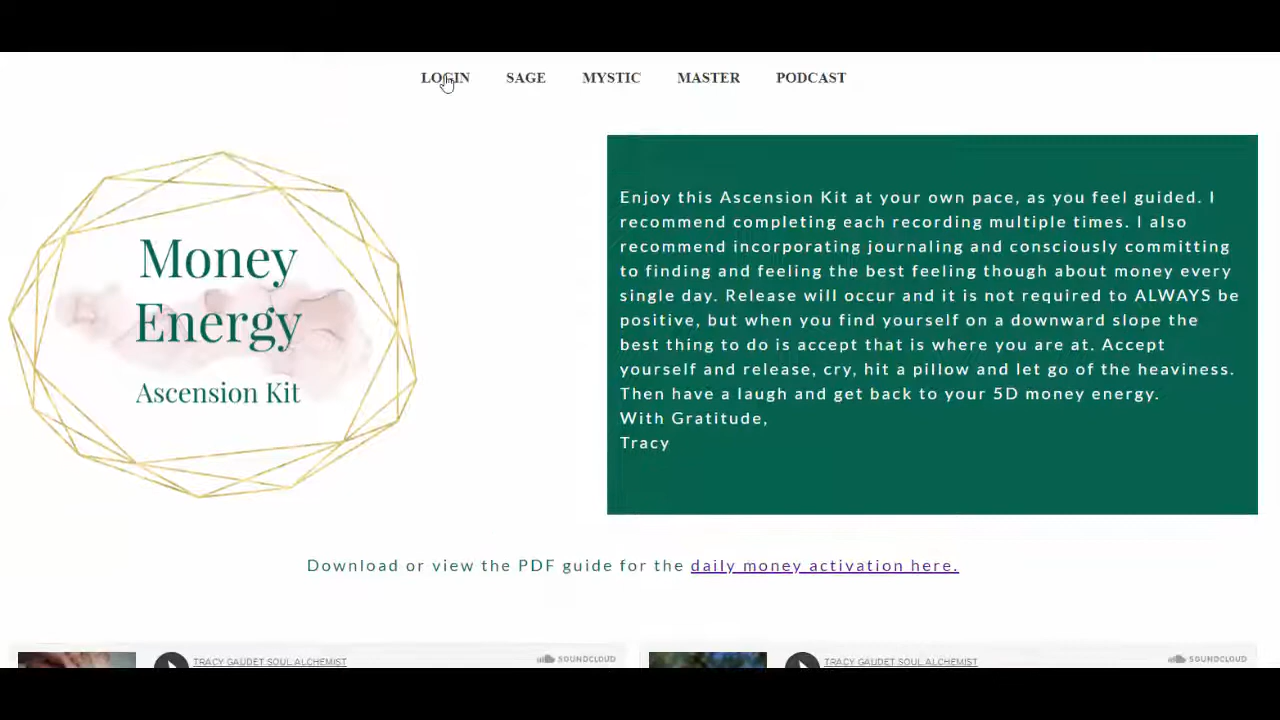 LOGIN SAGE MYSTIC MASTER PODCAST
Money
Energy
Ascension Kit
Enjoy this Ascension Kit at your own pace, as you feel guided. I
recommend completing each recording multiple times. I also
recommend incorporating journaling and consciously committing
to finding and feeling the best feeling though about money every
single day. Release will occur and it is not required to ALWAYS be
positive, but when you find yourself on a downward slope the
best thing to do is accept that is where you are at. Accept
yourself and release, cry, hit a pillow and let go of the heaviness.
Then have a laugh and get back to your 5D money energy.
With Gratitude,
Tracy
Download or view the PDF guide for the daily money activation here.
TRACY GAUDET SOUL ALCHEMIST SOUNDCLOUD
TRACY GAUDET SOUL ALCHEMIST SOUNDCLOUD